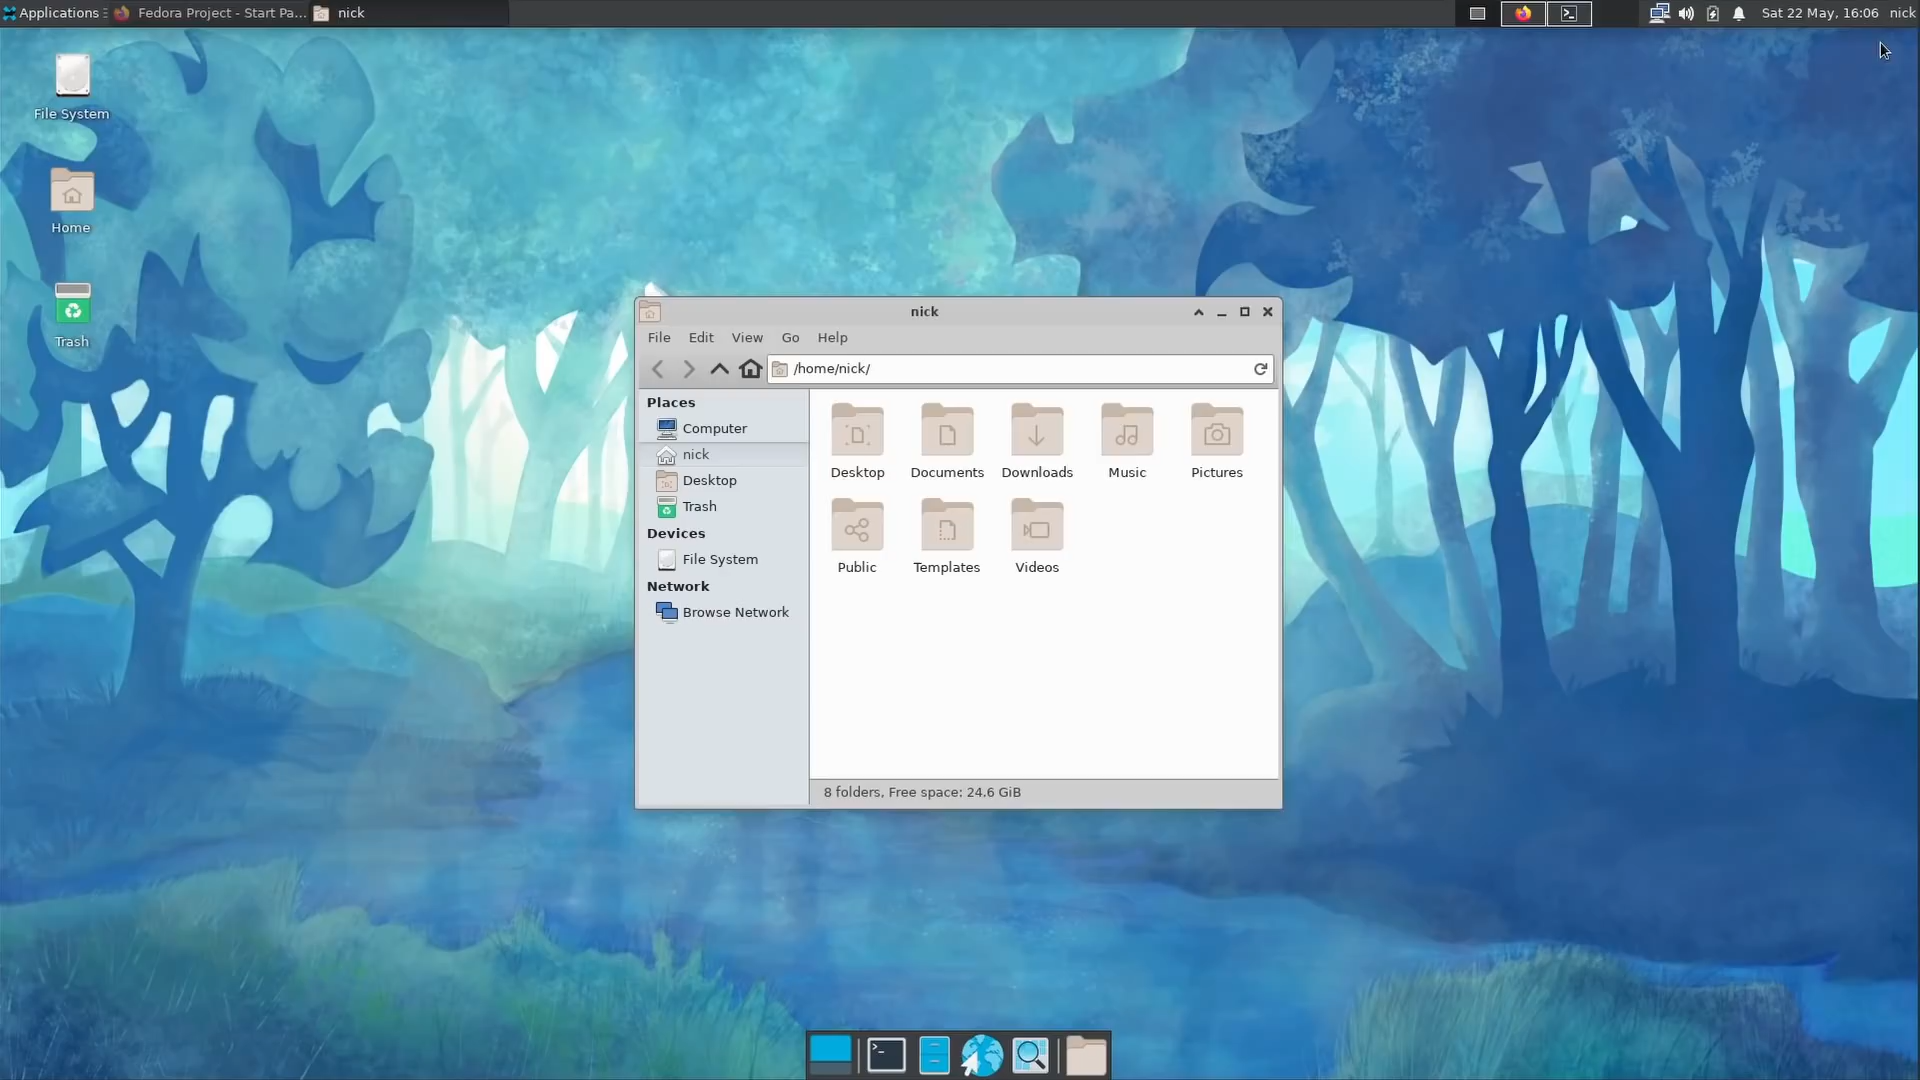 Applications
Fedora Project - Start Pa...
nick
Sat 22 May, 16:06
nick
File System
Home
Trash
nick
File Edit View Go Help
/home/nick/
Places
Computer
nick
Desktop
Trash
Devices
File System
Network
Browse Network
Desktop Documents Downloads Music Pictures
Public Templates Videos
8 folders, Free space: 24.6 GiB